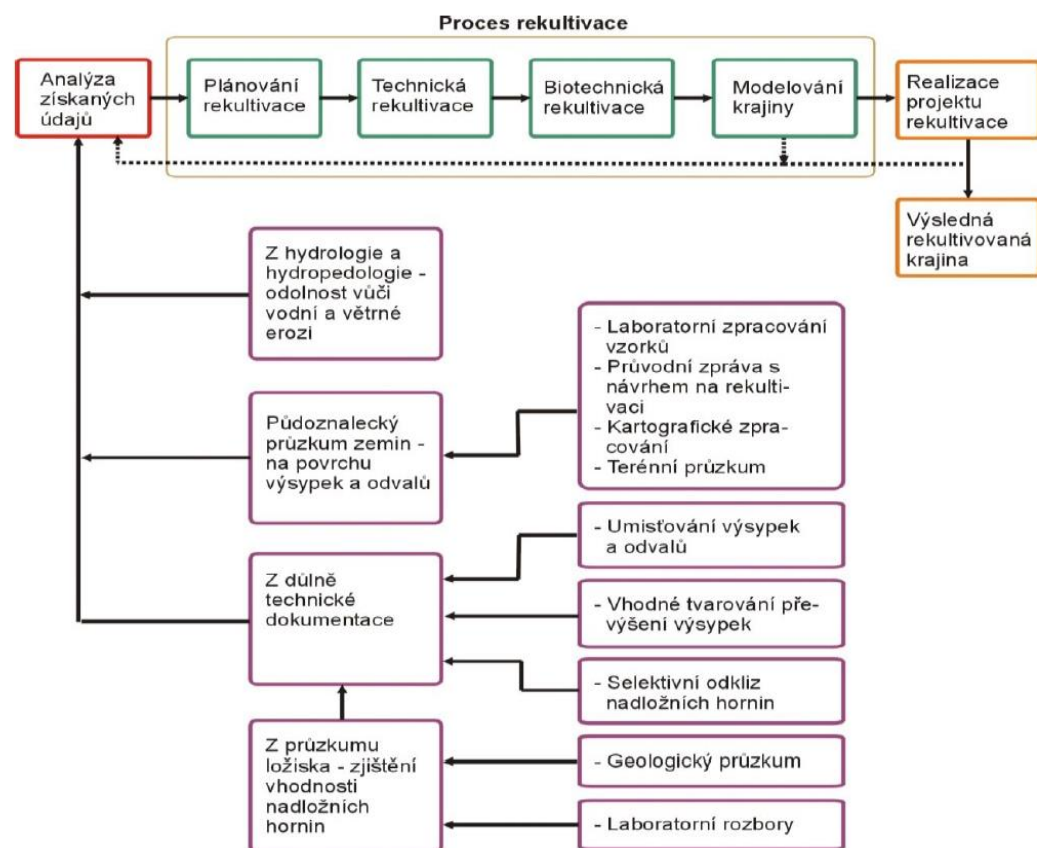 Proces rekultivace
Analýza
získaných
údajů
Plánování
rekultivace
Technická
rekultivace
Biotechnická
rekultivace
Modelování
krajiny
Realizace
projektu
rekultivace
Výsledná
rekultivovaná
krajina
Z hydrologie a
hydropedologie -
odolnost vůči
vodní a větrné
erozi
- Laboratorní zpracování
vzorků
- Průvodní zpráva s
návrhem na rekulti-
vaci
- Kartografické zpra-
cování
- Terénní průzkum
Půdoznalecký
průzkum zemin -
na povrchu
výsypek a odvalů
- Umisťování výsypek
a odvalů
Z důlně
technické
dokumentace
- Vhodné tvarování pře-
výšení výsypek
- Selektivní odkliz
nadložních hornin
Z průzkumu
ložiska - zjištění
vhodnosti
nadložních
hornin
- Geologický průzkum
- Laboratorní rozbory